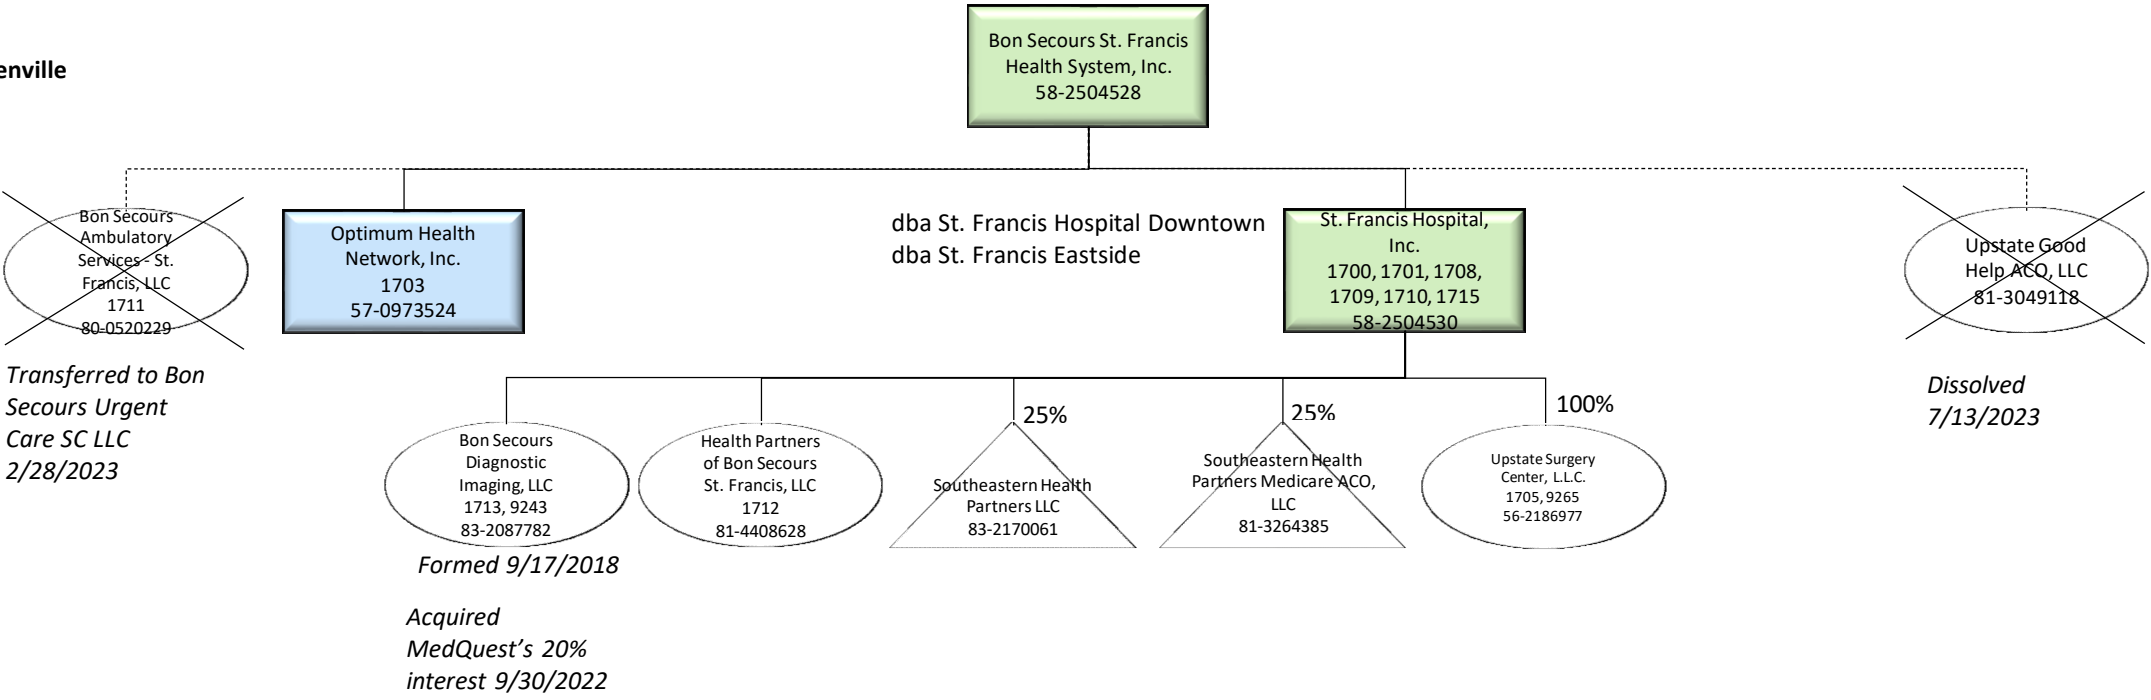 Bon Secours St. Francis
Health System, Inc.
58-2504528
enville
Bon Secours
Ambulatory
Services - St.
Francis, LLC
1711
80-0520229
Optimum Health
Network, Inc.
1703
57-0973524
dba St. Francis Hospital Downtown
dba St. Francis Eastside
St. Francis Hospital,
Inc.
1700, 1701, 1708,
1709, 1710, 1715
58-2504530
Upstate Good
Help ACO, LLC
81-3049118
Transferred to Bon
Secours Urgent
Care SC LLC
2/28/2023
Dissolved
7/13/2023
25%
25%
100%
Bon Secours
Diagnostic
Imaging, LLC
1713, 9243
83-2087782
Health Partners
of Bon Secours
St. Francis, LLC
1712
81-4408628
Southeastern Health
Partners LLC
83-2170061
Southeastern Health
Partners Medicare ACO,
LLC
81-3264385
Upstate Surgery
Center, L.L.C.
1705, 9265
56-2186977
Formed 9/17/2018
Acquired
MedQuest’s 20%
interest 9/30/2022